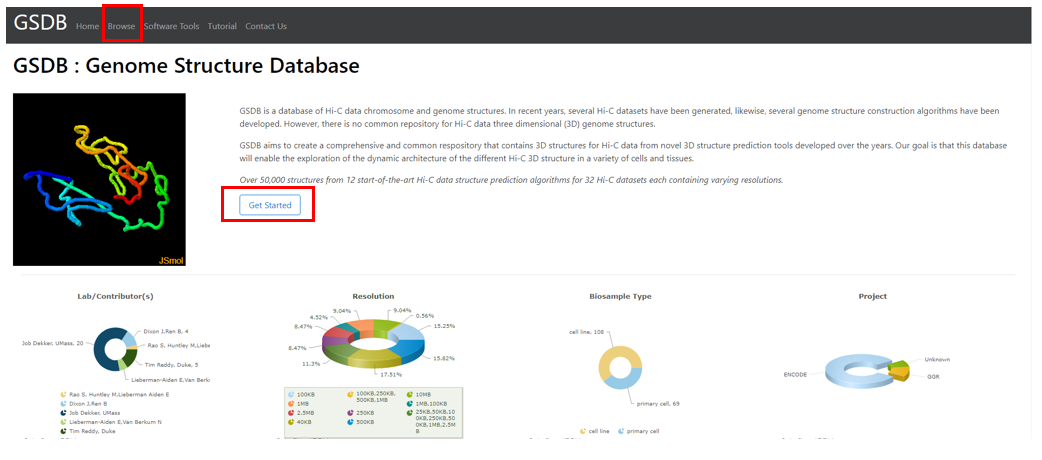 GSDB Home Browse Software Tools Tutorial Contact Us
GSDB : Genome Structure Database
GSDB is a database of Hi-C data chromosome and genome structures. In recent years, several Hi-C datasets have been generated, likewise, several genome structure construction algorithms have been
developed. However, there is no common repository for Hi-C data three dimensional (3D) genome structures.
GSDB aims to create a comprehensive and common respository that contains 3D structures for Hi-C data from novel 3D structure prediction tools developed over the years. Our goal is that this database
will enable the exploration of the dynamic architecture of the different Hi-C 3D structure in a variety of cells and tissues.
Over 50,000 structures from 12 start-of-the-art Hi-C data structure prediction algorithms for 32 Hi-C datasets each containing varying resolutions.
Get Started
JSmol
Lab/Contributor(s)
Dixon J.Ren B, 4
Job Dekker, UMass, 20
Rao S, Huntley M,Liebe
Tim Reddy, Duke, 5
Lieberman-Aiden E,Van Berku
Rao S, Huntley M,Lieberman Aiden E
Dixon J.Ren B
Job Dekker, UMass
Lieberman-Aiden E,Van Berkum N
Tim Reddy, Duke
Resolution
9.04%
9.04%
4.52%
0.56%
8.47%
15.25%
8.47%
15.82%
11.3%
17.51%
100KB
100KB,250KB,
500KB,1MB
10MB
1MB
1MB
1MB,100KB
2.5MB
250KB
25KB,50KB,10
0KB,250KB,50
0KB,1MB,2.5M
B
40KB
500KB
Biosample Type
cell line, 108
primary cell, 69
cell line
primary cell
Project
Unknown
ENCODE
GGR